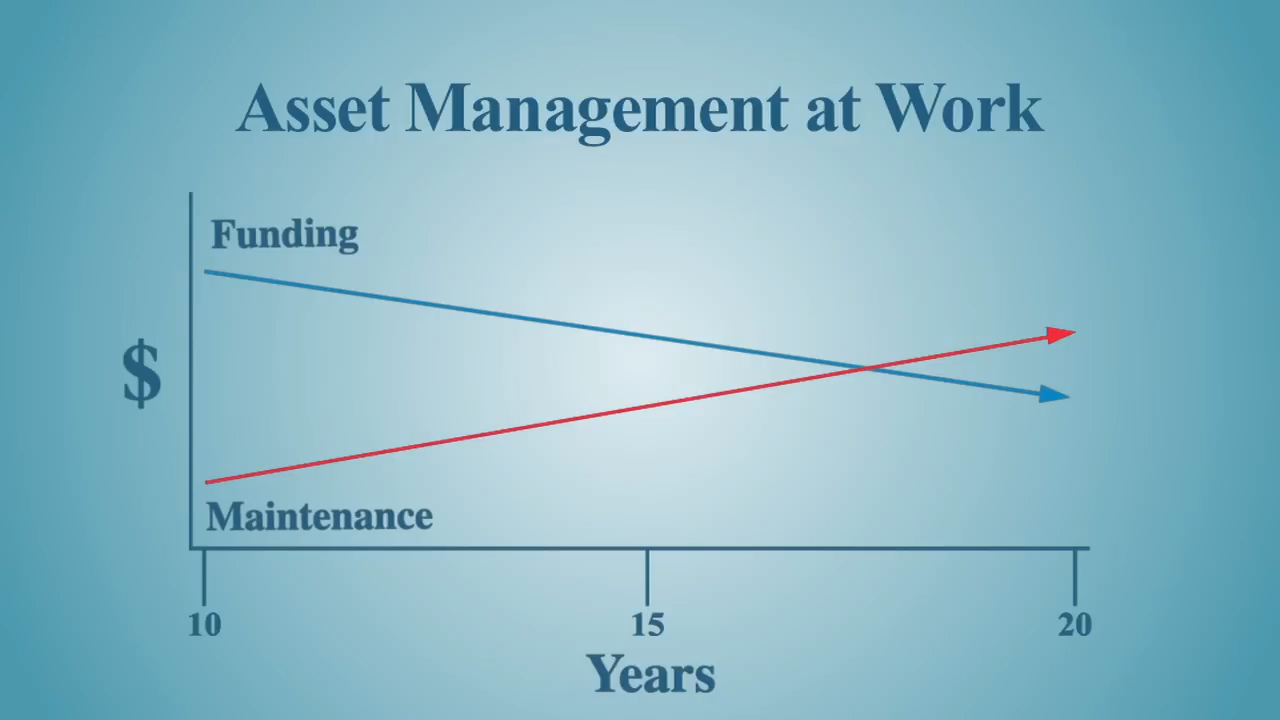 Asset Management at Work
Funding
$
Maintenance
10 15 20
Years